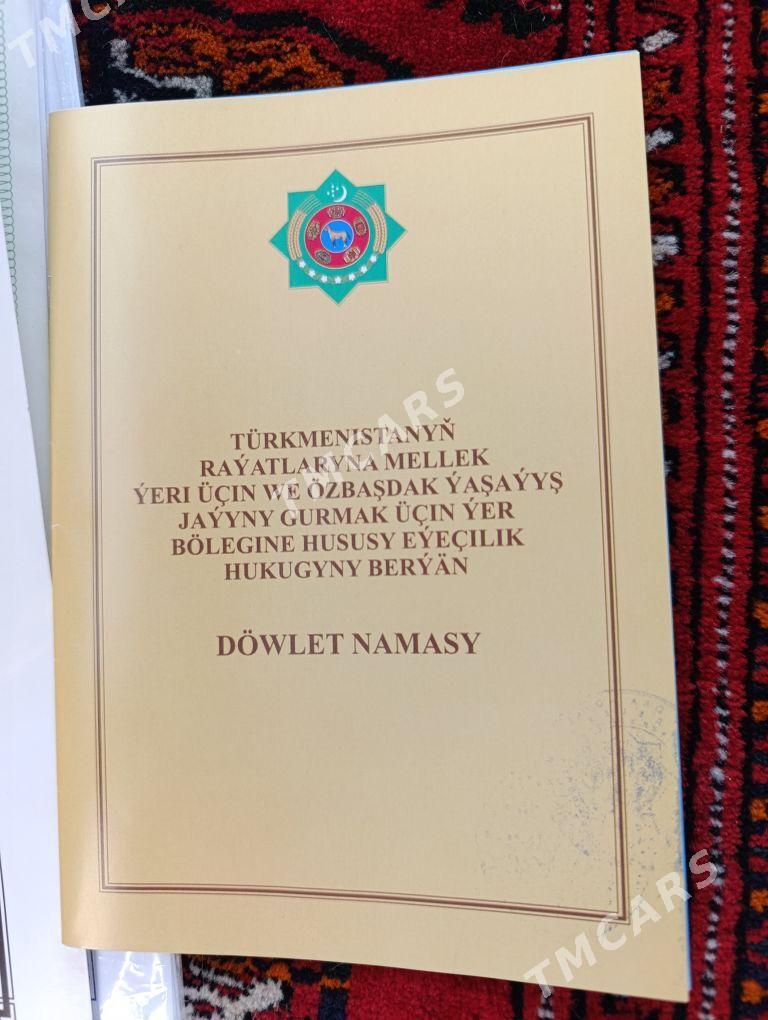 TMCARS
TÜRKMENISTANYŇ
RAÝATLARYNA MELLEK
ÝERI ÜÇIN WE ÖZBAŞDAK ÝAŞAÝYŞ
JAÝYNY GURMAK ÜÇIN ÝER
BÖLEGINE HUSUSY EÝEÇILIK
HUKUGYNY BERÝÄN
DÖWLET NAMASY
TMCARS
TMCARS